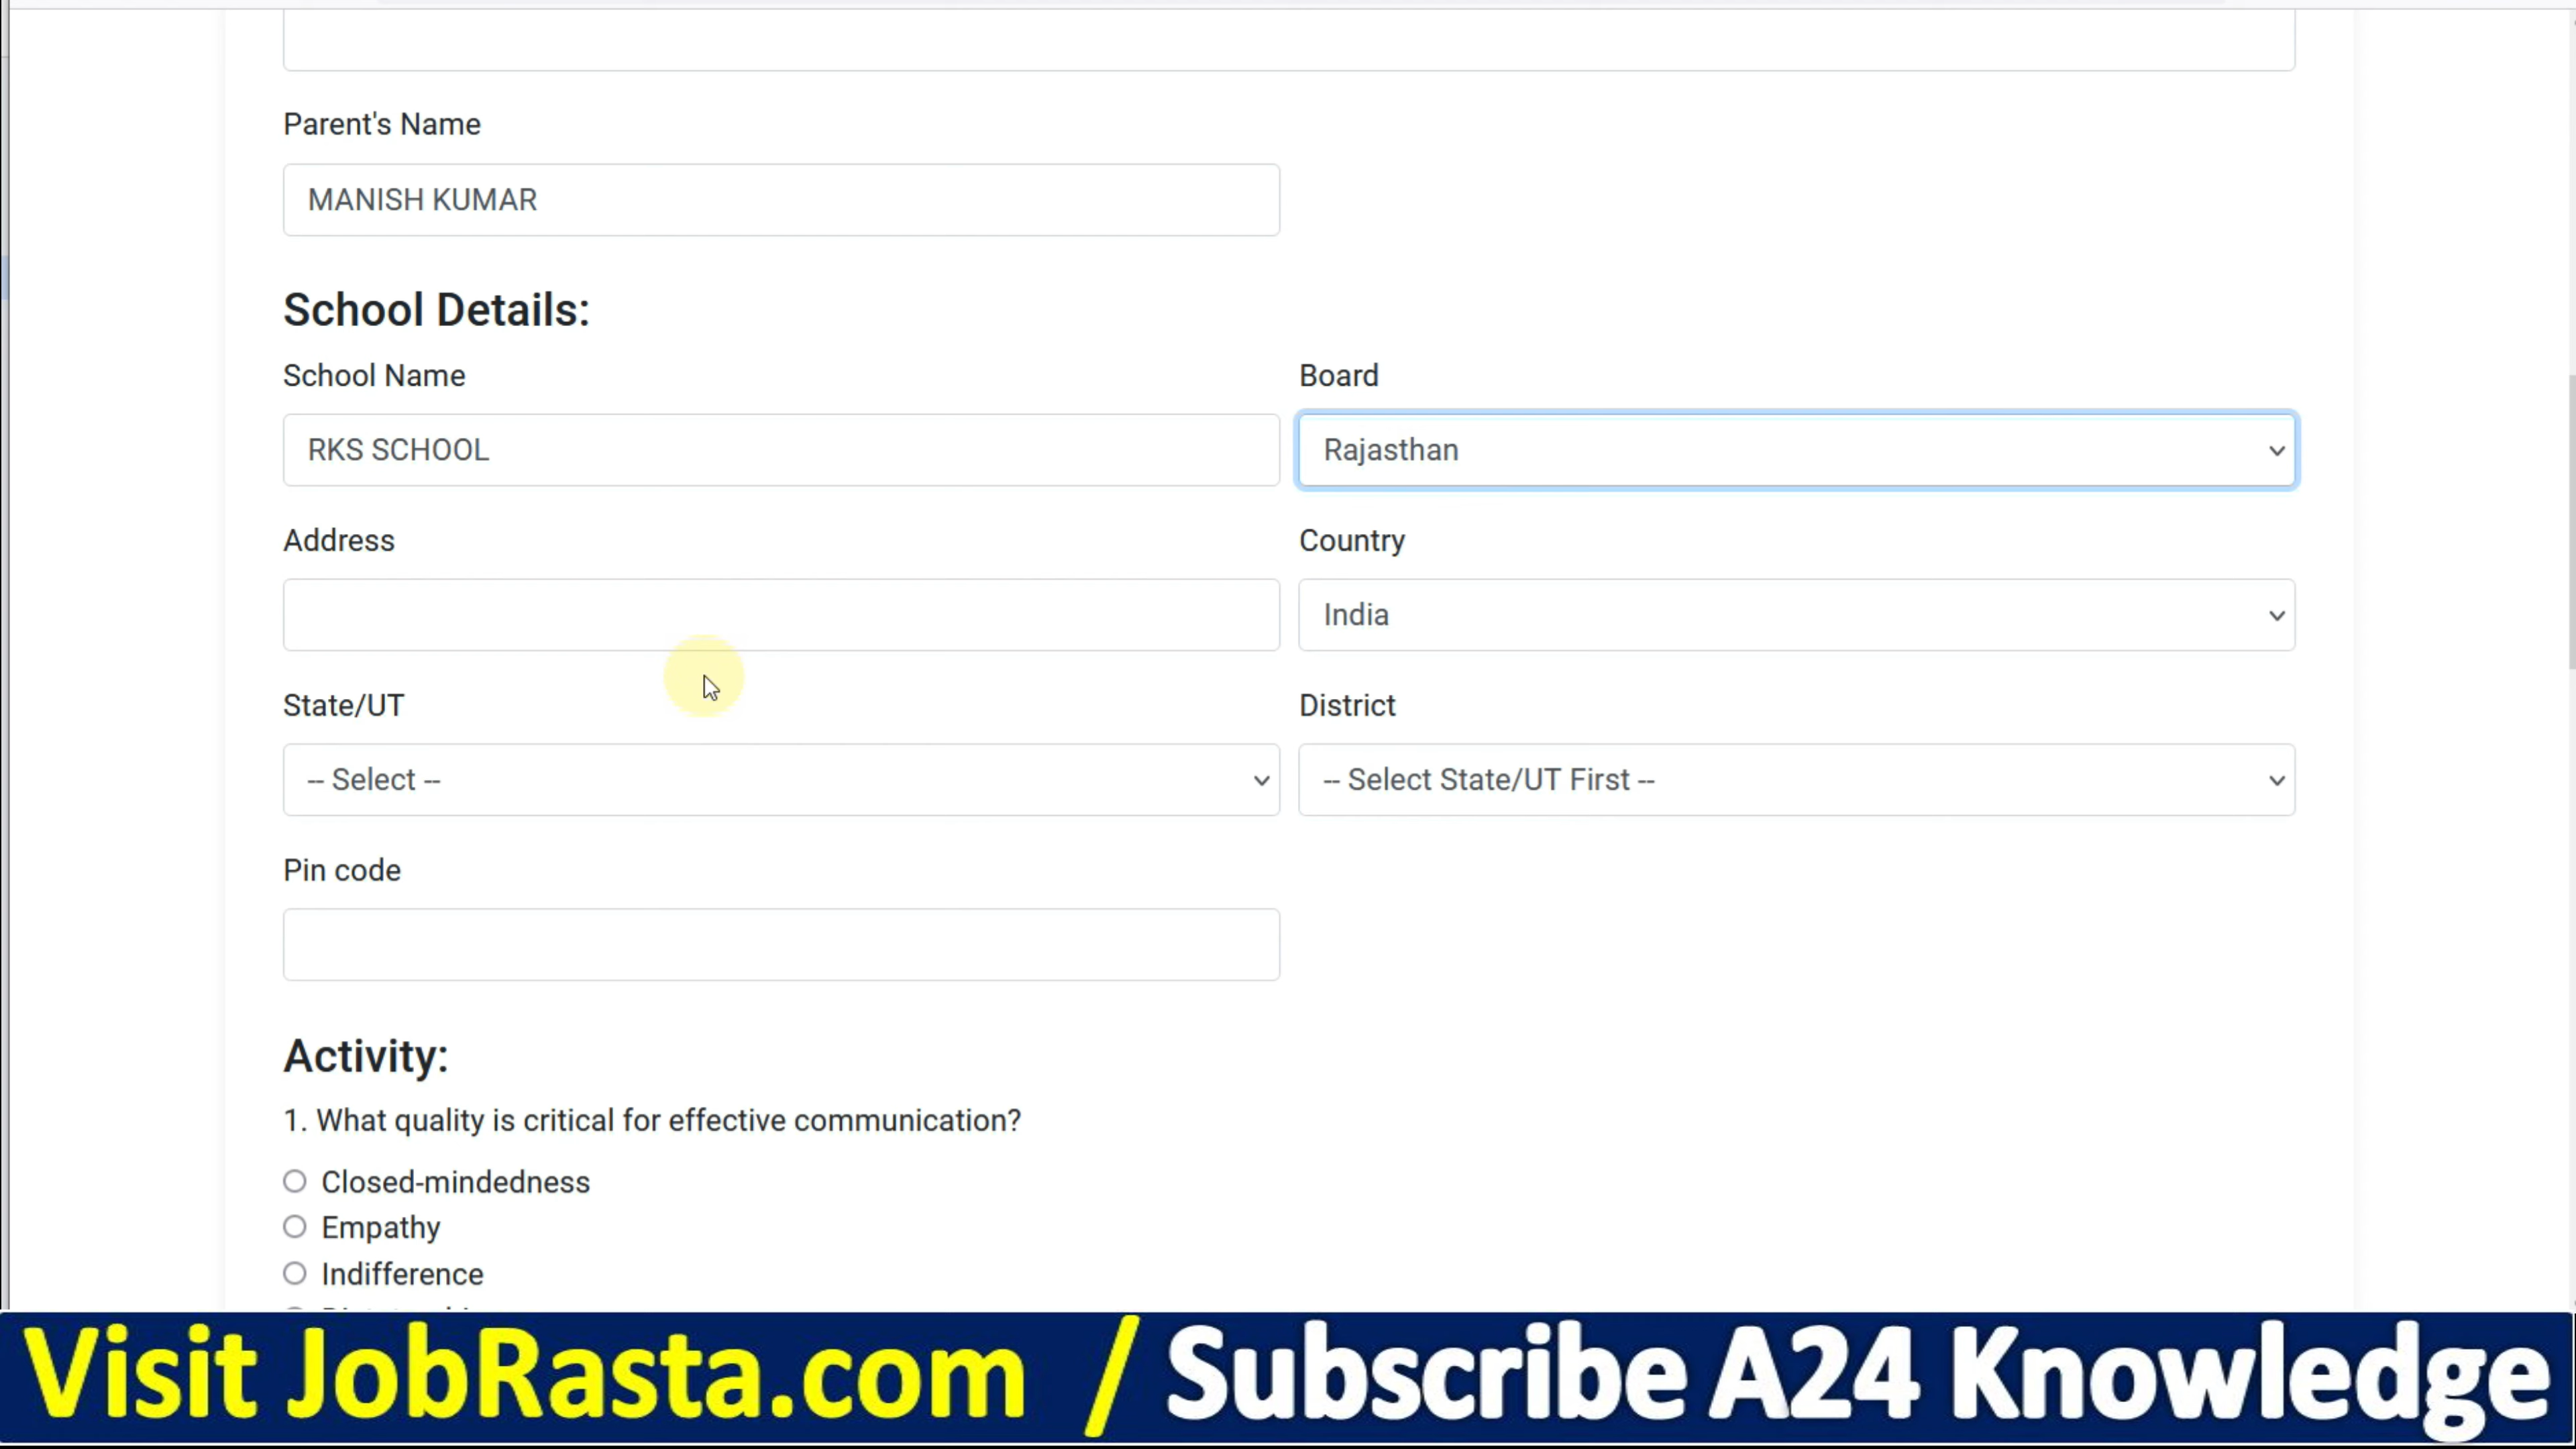 Parent's Name
MANISH KUMAR
School Details:
School Name
Board
RKS SCHOOL
Rajasthan
Address
Country
India
State/UT
District
-- Select --
-- Select State/UT First --
Pin code
Activity:
1. What quality is critical for effective communication?
Closed-mindedness
Empathy
Indifference
Visit JobRasta.com / Subscribe A24 Knowledge